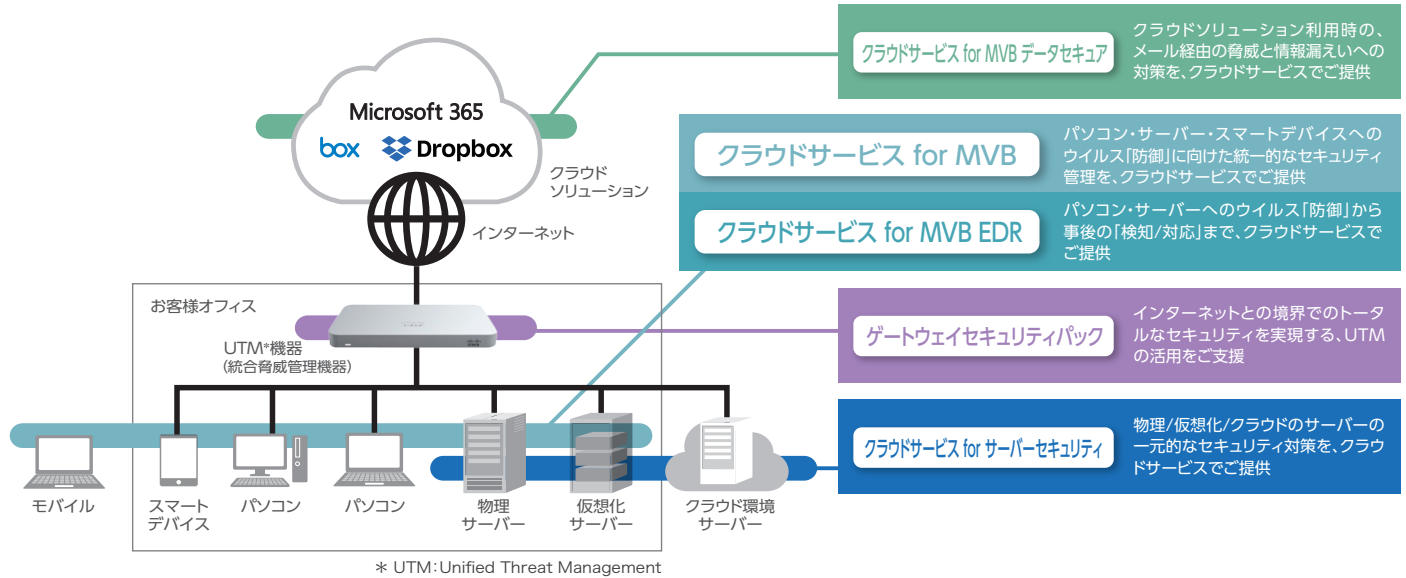 Microsoft 365
box
Dropbox
クラウド
ソリューション
インターネット
お客様オフィス
UTM*機器
(統合脅威管理機器)
モバイル
スマート
デバイス
パソコン
パソコン
物理
サーバー
仮想化
サーバー
クラウド環境
サーバー
* UTM:Unified Threat Management
クラウドサービス for MVB データセキュア
クラウドソリューション利用時の、
メール経由の脅威と情報漏えいへの
対策を、クラウドサービスでご提供
クラウドサービス for MVB
パソコン・サーバー・スマートデバイスへの
ウイルス「防御」に向けた統一的なセキュリティ
管理を、クラウドサービスでご提供
クラウドサービス for MVB EDR
パソコン・サーバーへのウイルス「防御」から
事後の「検知/対応」まで、クラウドサービスで
ご提供
ゲートウェイセキュリティパック
インターネットとの境界でのトータ
ルなセキュリティを実現する、UTM
の活用をご支援
クラウドサービス for サーバーセキュリティ
物理/仮想化/クラウドのサーバーの
一元的なセキュリティ対策を、クラウ
ドサービスでご提供